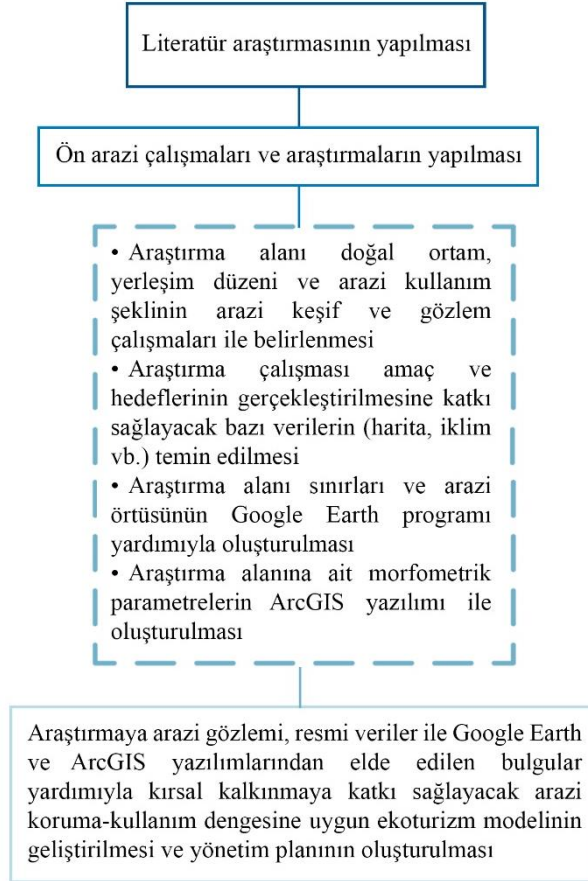 Literatür araştırmasının yapılması
Ön arazi çalışmaları ve araştırmaların yapılması
• Araştırma alanı doğal ortam,
yerleşim düzeni ve arazi kullanım
şeklinin arazi keşif ve gözlem
çalışmaları ile belirlenmesi
• Araştırma çalışması amaç ve
hedeflerinin gerçekleştirilmesine katkı
sağlayacak bazı verilerin (harita, iklim
vb.) temin edilmesi
• Araştırma alanı sınırları ve arazi
örtüsünün Google Earth programı
yardımıyla oluşturulması
• Araştırma alanına ait morfometrik
parametrelerin ArcGIS yazılımı ile
oluşturulması
Araştırmaya arazi gözlemi, resmi veriler ile Google Earth
ve ArcGIS yazılımlarından elde edilen bulgular
yardımıyla kırsal kalkınmaya katkı sağlayacak arazi
koruma-kullanım dengesine uygun ekoturizm modelinin
geliştirilmesi ve yönetim planının oluşturulması